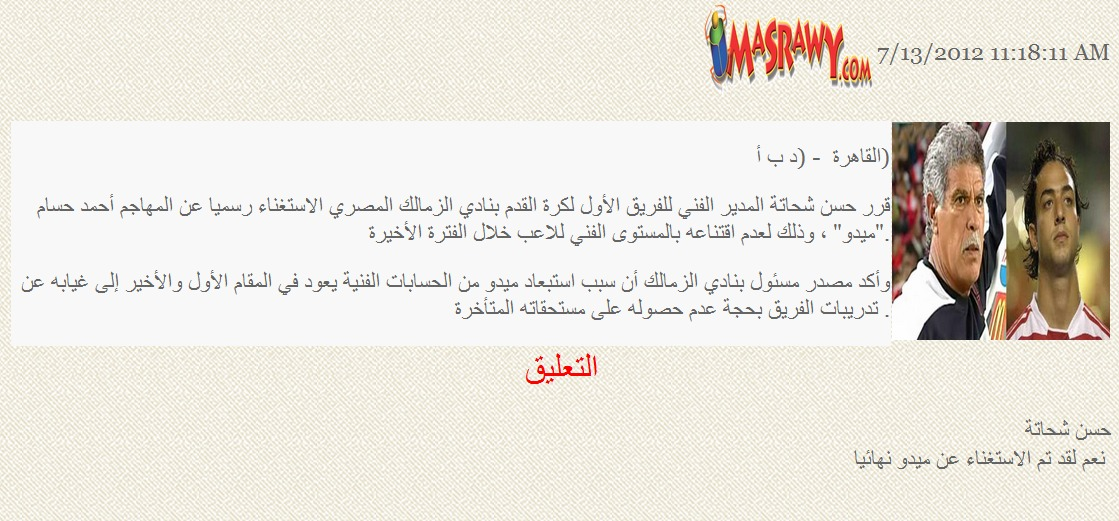 MASRAWY.COM
7/13/2012 11:18:11 AM
(القاهرة - (د ب أ
قرر حسن شحاتة المدير الفني للفريق الأول لكرة القدم بنادي الزمالك المصري الاستغناء رسميا عن المهاجم أحمد حسام
"ميدو" ، وذلك لعدم اقتناعه بالمستوى الفني للاعب خلال الفترة الأخيرة.
وأكد مصدر مسئول بنادي الزمالك أن سبب استبعاد ميدو من الحسابات الفنية يعود في المقام الأول والأخير إلى غيابه عن
تدريبات الفريق بحجة عدم حصوله على مستحقاته المتأخرة .
التعليق
حسن شحاتة
نعم لقد تم الاستغناء عن ميدو نهائيا